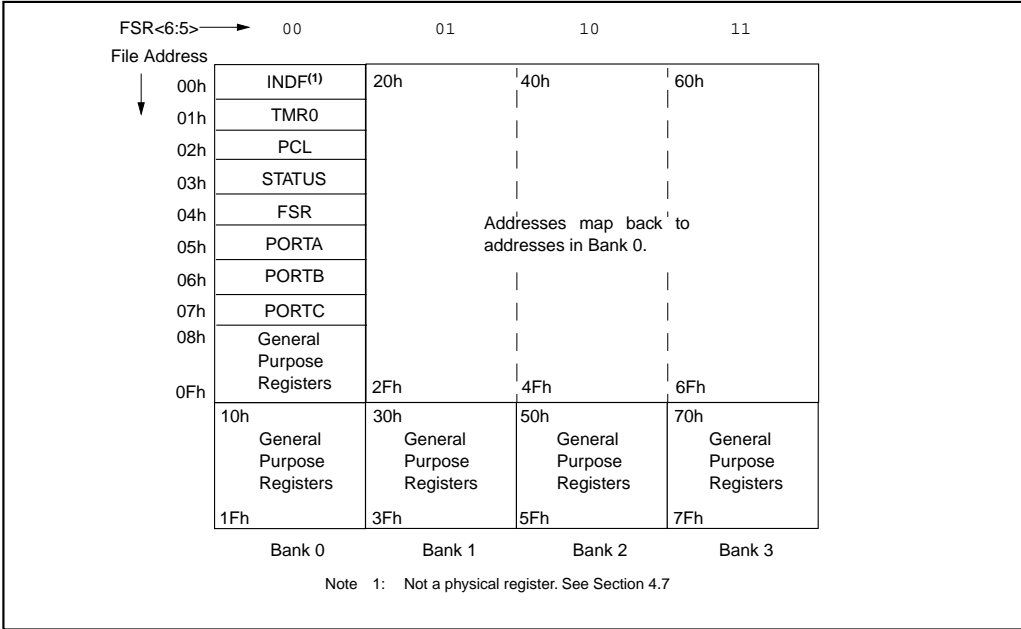 FSR<6:5> 00 01 10 11
File Address
00h INDF(1) 20h 40h 60h
01h TMR0
02h PCL
03h STATUS
04h FSR
Addresses map back to
05h PORTA
addresses in Bank 0.
06h PORTB
07h PORTC
08h General
Purpose
Registers
0Fh 2Fh 4Fh 6Fh
10h 30h 50h 70h
General General General General
Purpose Purpose Purpose Purpose
Registers Registers Registers Registers
1Fh 3Fh 5Fh 7Fh
Bank 0 Bank 1 Bank 2 Bank 3
Note 1: Not a physical register. See Section 4.7